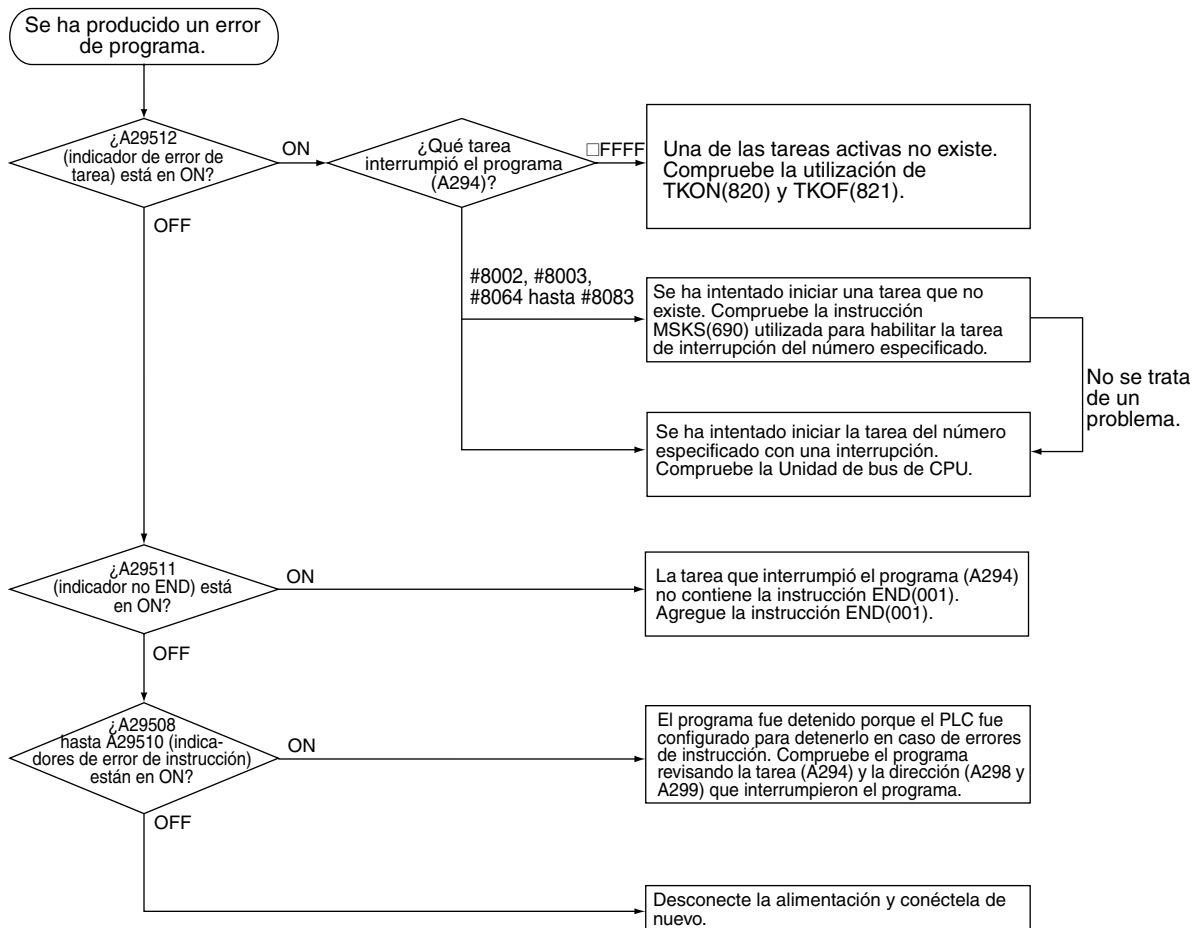 Se ha producido un error
de programa.
¿A29512
(indicador de error de
tarea) está en ON?
ON
¿Qué tarea
interrumpió el programa
(A294)?
□FFFF
Una de las tareas activas no existe.
Compruebe la utilización de
TKON(820) y TKOF(821).
OFF
#8002, #8003,
#8064 hasta #8083
Se ha intentado iniciar una tarea que no
existe. Compruebe la instrucción
MSKS(690) utilizada para habilitar la tarea
de interrupción del número especificado.
No se trata
de un
problema.
Se ha intentado iniciar la tarea del número
especificado con una interrupción.
Compruebe la Unidad de bus de CPU.
¿A29511
(indicador no END) está
en ON?
ON
La tarea que interrumpió el programa (A294)
no contiene la instrucción END(001).
Agregue la instrucción END(001).
OFF
¿A29508
hasta A29510 (indica-
dores de error de instrucción)
están en ON?
ON
El programa fue detenido porque el PLC fue
configurado para detenerlo en caso de errores
de instrucción. Compruebe el programa
revisando la tarea (A294) y la dirección (A298 y
A299) que interrumpieron el programa.
OFF
Desconecte la alimentación y conéctela de
nuevo.